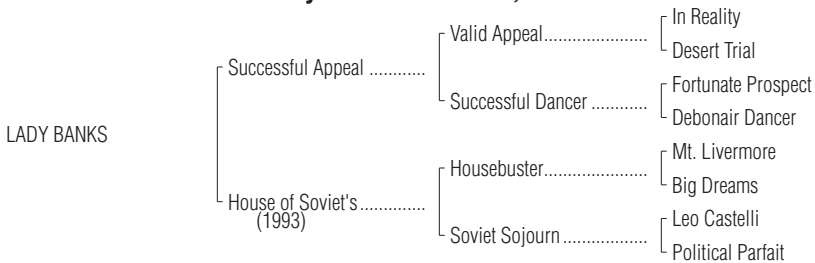 In Reality
Valid Appeal......................
Desert Trial
Successful Appeal ............
Fortunate Prospect
Successful Dancer ............
Debonair Dancer
LADY BANKS
Mt. Livermore
Housebuster......................
Big Dreams
House of Soviet's ..............
(1993)
Leo Castelli
Soviet Sojourn ..................
Political Parfait